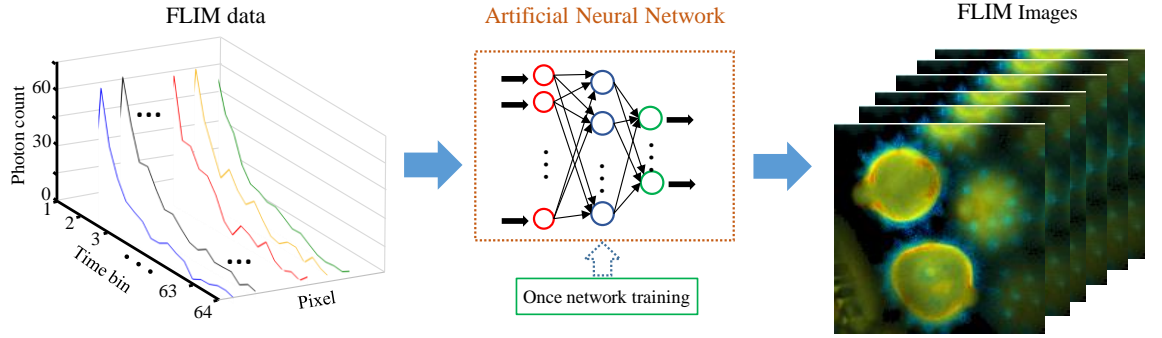 FLIM data
Artificial Neural Network
FLIM Images
Photon count
60
30
0
1
2
3
63
64
Time bin
Pixel
Once network training